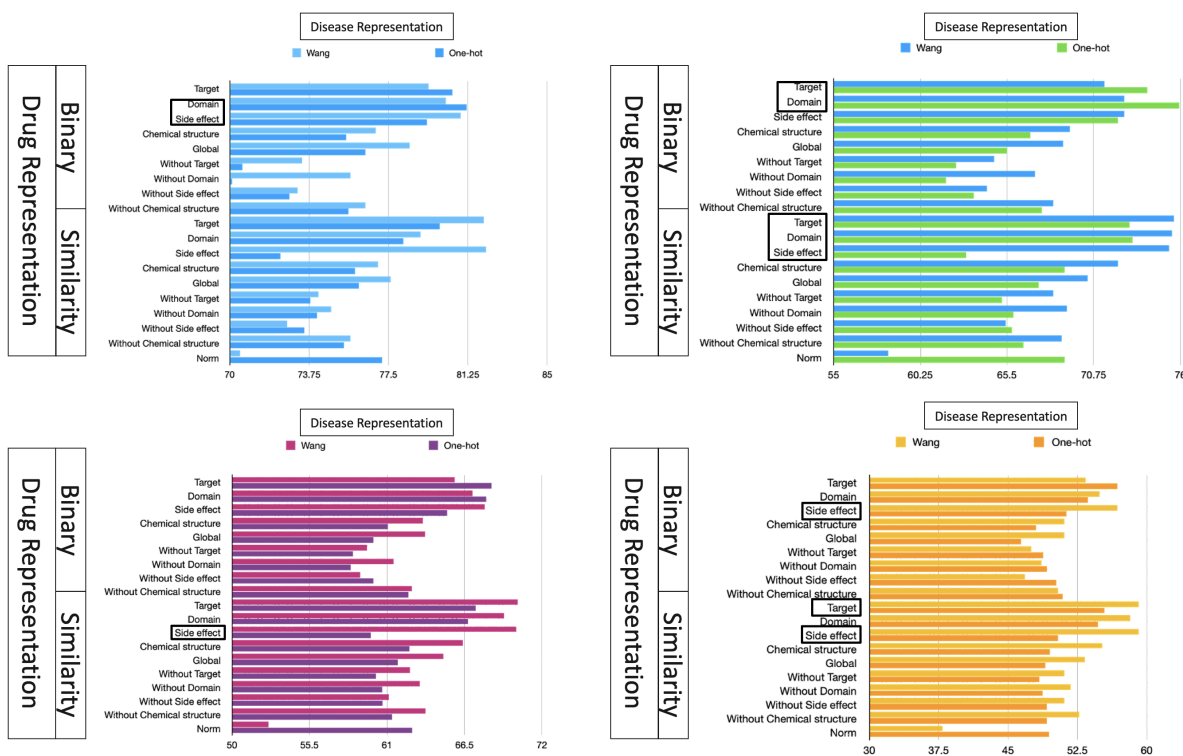 Disease Representation
Wang
One-hot
Drug Representation
Binary
Similarity
Target
Domain
Side effect
Chemical structure
Global
Without Target
Without Domain
Without Side effect
Without Chemical structure
Target
Domain
Side effect
Chemical structure
Global
Without Target
Without Domain
Without Side effect
Without Chemical structure
Norm
70 73.75 77.5 81.25 85
Disease Representation
Wang
One-hot
Drug Representation
Binary
Similarity
Target
Domain
Side effect
Chemical structure
Global
Without Target
Without Domain
Without Side effect
Without Chemical structure
Target
Domain
Side effect
Chemical structure
Global
Without Target
Without Domain
Without Side effect
Without Chemical structure
Norm
55 60.25 65.5 70.75 76
Disease Representation
Wang
One-hot
Drug Representation
Binary
Similarity
Target
Domain
Side effect
Chemical structure
Global
Without Target
Without Domain
Without Side effect
Without Chemical structure
Target
Domain
Side effect
Chemical structure
Global
Without Target
Without Domain
Without Side effect
Without Chemical structure
Norm
50 55.5 61 66.5 72
Disease Representation
Wang
One-hot
Drug Representation
Binary
Similarity
Target
Domain
Side effect
Chemical structure
Global
Without Target
Without Domain
Without Side effect
Without Chemical structure
Target
Domain
Side effect
Chemical structure
Global
Without Target
Without Domain
Without Side effect
Without Chemical structure
Norm
30 37.5 45 52.5 60